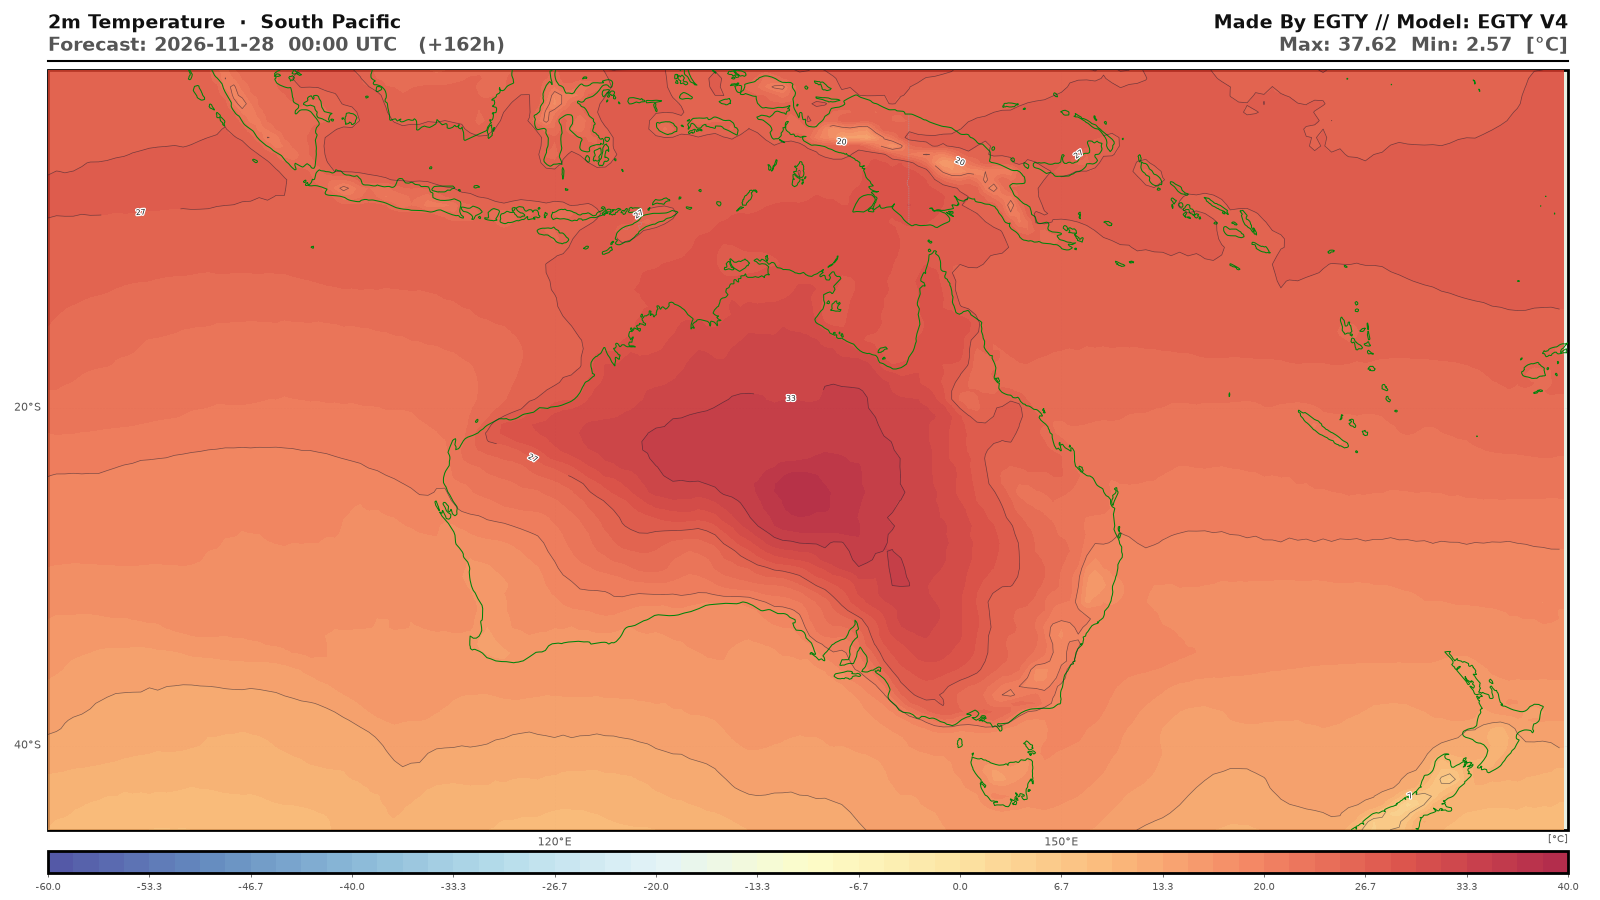 2m Temperature · South Pacific
Made By EGTY // Model: EGTY V4
Forecast: 2026-11-28 00:00 UTC (+162h)
Max: 37.62 Min: 2.57 [°C]
20
20
27
27
27
33
20°S
27
40°S
7
120°E
150°E
[°C]
-60.0
-53.3
-46.7
-40.0
-33.3
-26.7
-20.0
-13.3
-6.7
0.0
6.7
13.3
20.0
26.7
33.3
40.0